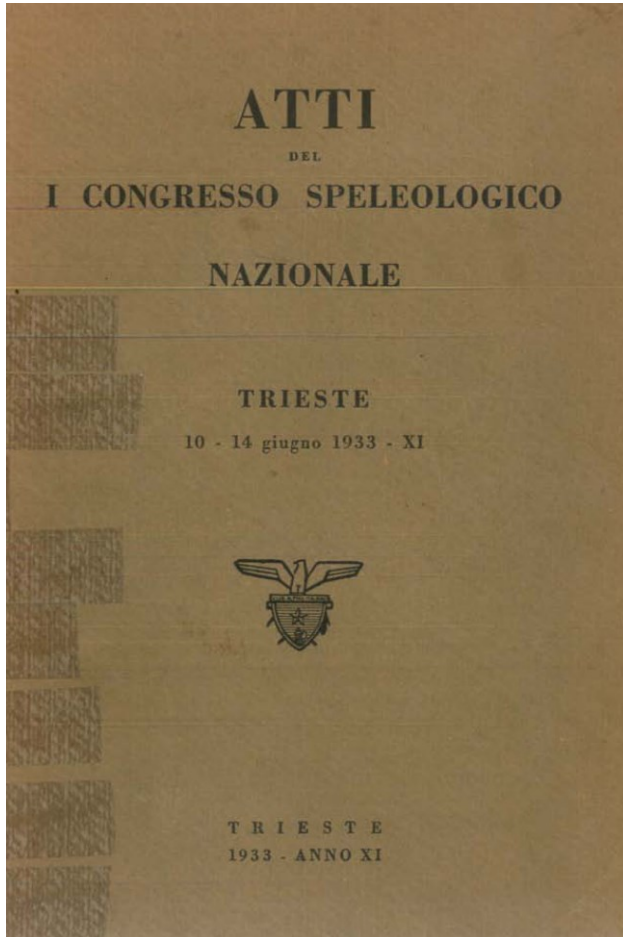 ATTI
DEL
I CONGRESSO SPELEOLOGICO
NAZIONALE
TRIESTE
10 - 14 giugno 1933 - XI
TRIESTE
1933 - ANNO XI